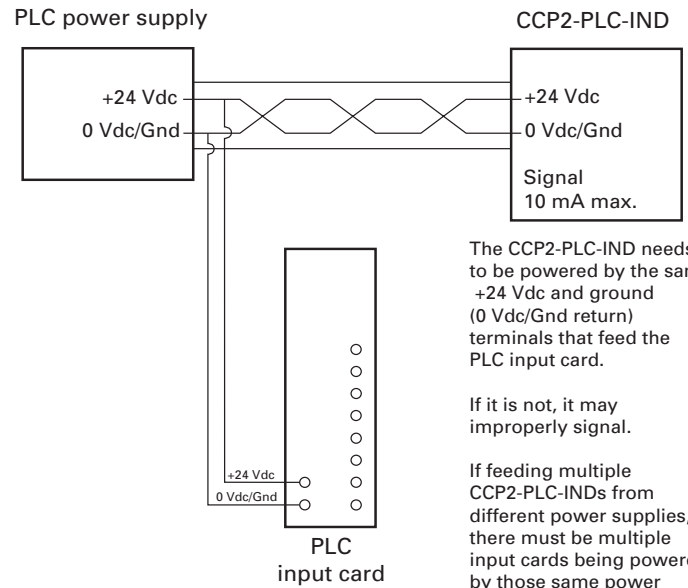 PLC power supply
CCP2-PLC-IND
+24 Vdc
0 Vdc/Gnd
+24 Vdc
0 Vdc/Gnd
Signal
10 mA max.
The CCP2-PLC-IND needs
to be powered by the
+24 Vdc and ground
(0 Vdc/Gnd return)
terminals that feed the
PLC input card.
If it is not, it may
improperly signal.
If feeding multiple
CCP2-PLC-INDs from
different power supplies,
there must be multiple
input cards being
by those same power
+24 Vdc
0 Vdc/Gnd
PLC
input card